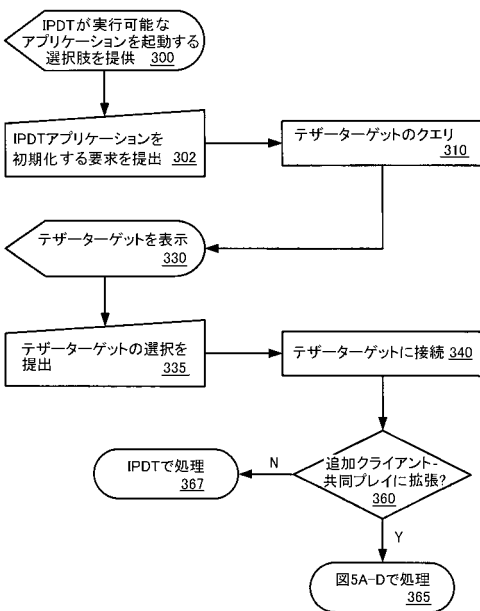 IPDTが実行可能な
アプリケーションを起動する
選択肢を提供 300
IPDTアプリケーションを
初期化する要求を提出 302
テザーターゲットのクエリ
310
テザーターゲットを表示
330
テザーターゲットの選択を
提出 335
テザーターゲットに接続 340
追加クライアント-
共同プレイに拡張?
360
N
IPDTで処理
367
Y
図5A-Dで処理
365